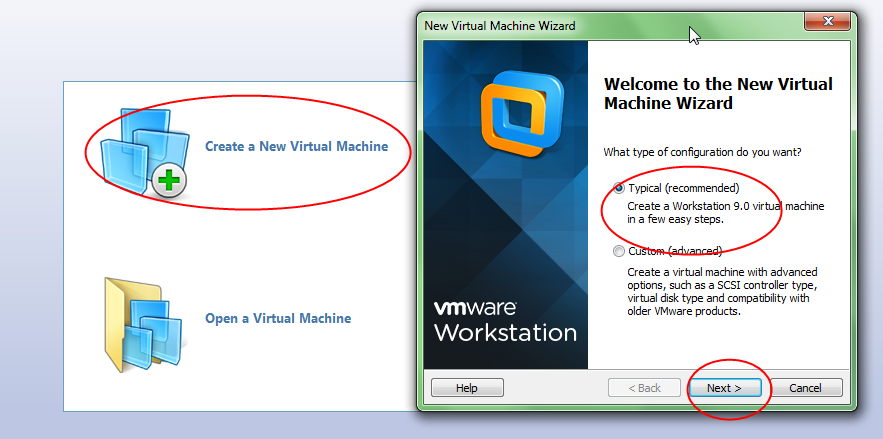 Create a New Virtual Machine
Open a Virtual Machine
New Virtual Machine Wizard
Welcome to the New Virtual
Machine Wizard
What type of configuration do you want?
Typical (recommended)
Create a Workstation 9.0 virtual machine
in a few easy steps.
Custom (advanced)
Create a virtual machine with advanced
options, such as a SCSI controller type,
virtual disk type and compatibility with
older VMware products.
vmware
Workstation
Help
< Back
Next >
Cancel